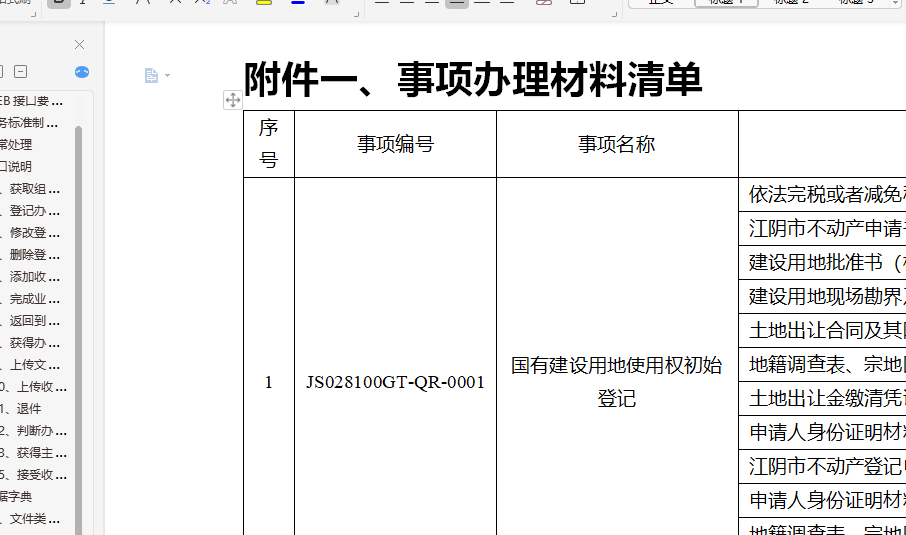 正文
标题 1
标题 2
标题 3
EB 接口要 ...
务标准制 ...
常处理
口说明
、获取组 ...
、登记办 ...
、修改登 ...
、删除登 ...
、添加收 ...
、完成业 ...
、返回到 ...
、获得办 ...
、上传文 ...
0、上传收 ...
1、退件
2、判断办 ...
3、获得主 ...
5、接受收 ...
据字典
、文件类 ...
附件一、事项办理材料清单
序号
事项编号
事项名称
1
JS028100GT-QR-0001
国有建设用地使用权初始
登记
依法完税或者减免
江阴市不动产申请
建设用地批准书（
建设用地现场勘界
土地出让合同及其
地籍调查表、宗地
土地出让金缴清凭
申请人身份证明材
江阴市不动产登记
申请人身份证明材
地籍调查表、宗地